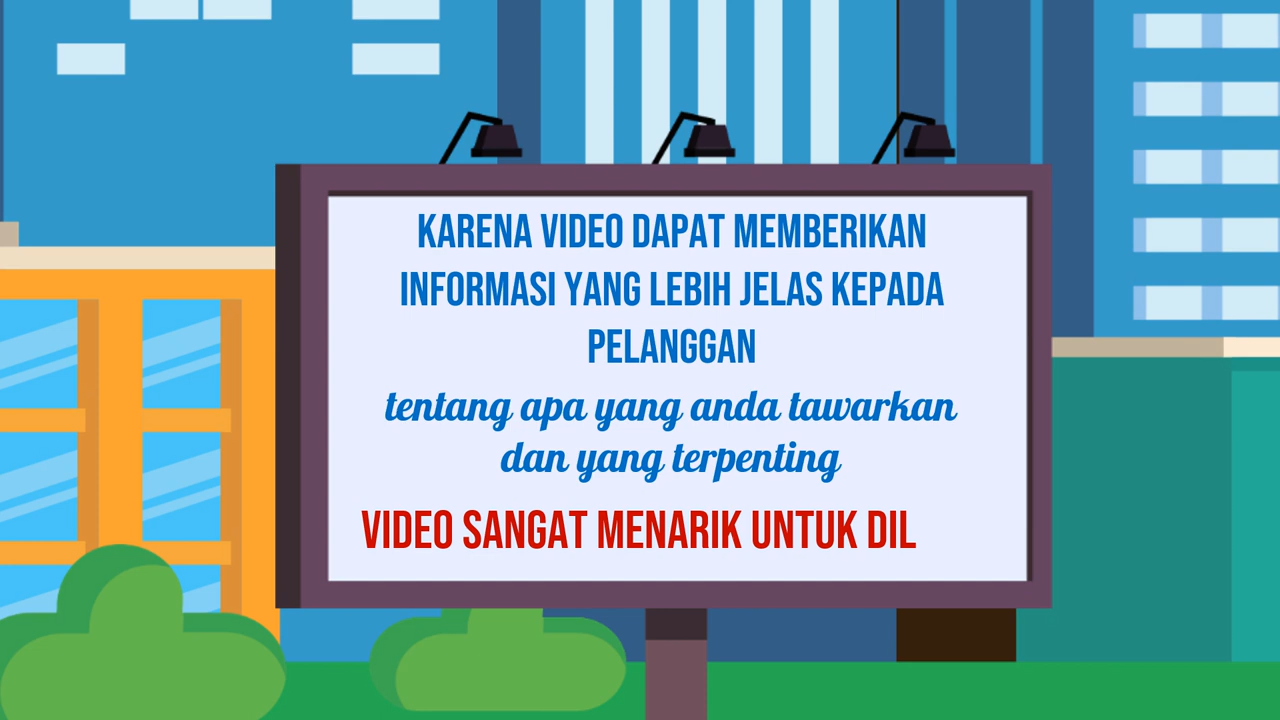 KARENA VIDEO DAPAT MEMBERIKAN
INFORMASI YANG LEBIH JELAS KEPADA
PELANGGAN
tentang apa yang anda tawarkan
dan yang terpenting
VIDEO SANGAT MENARIK UNTUK DIL